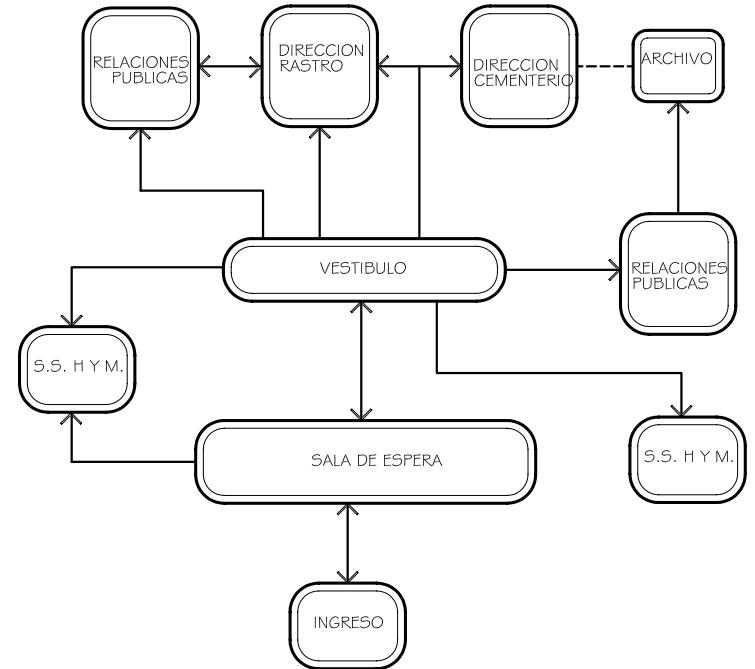 RELACIONES
PUBLICAS
DIRECCION
RASTRO
DIRECCION
CEMENTERIO
ARCHIVO
VESTIBULO
RELACIONES
PUBLICAS
S.S. H Y M.
SALA DE ESPERA
S.S. H Y M.
INGRESO